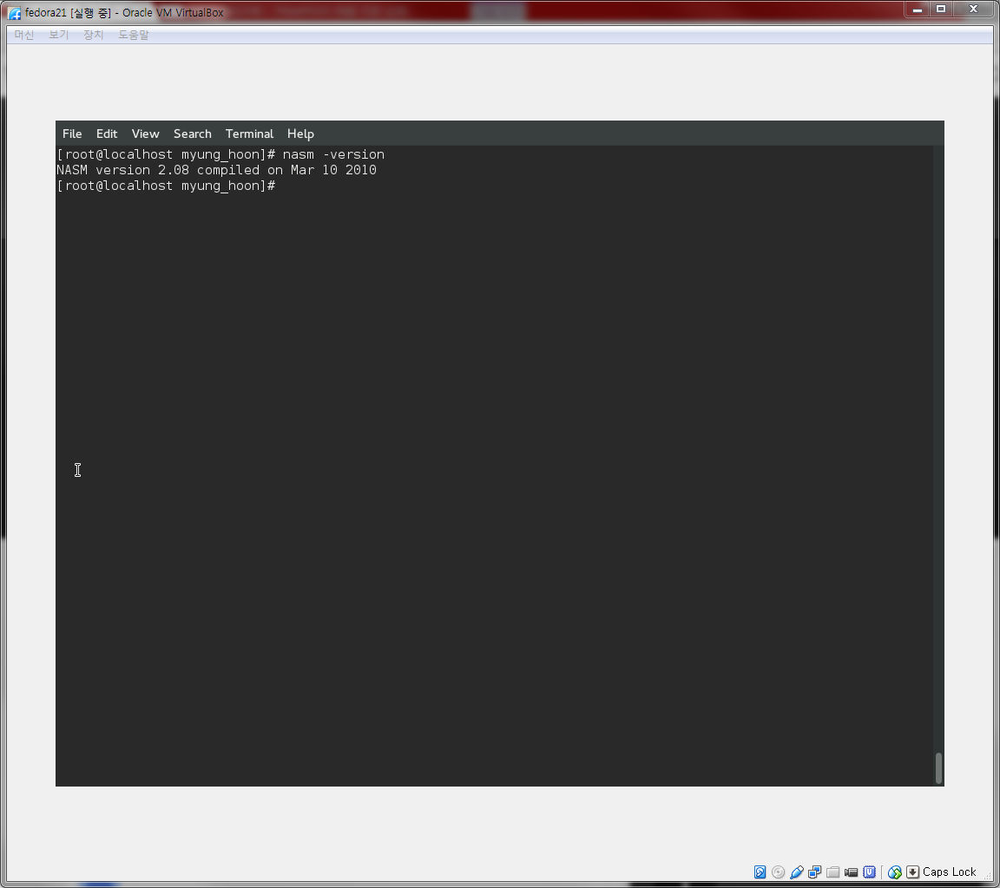 fedora21 [실행 중] - Oracle VM VirtualBox
머신 보기 장치 도움말
File Edit View Search Terminal Help
[root@localhost myung_hoon]# nasm -version
NASM version 2.08 compiled on Mar 10 2010
[root@localhost myung_hoon]#
Caps Lock